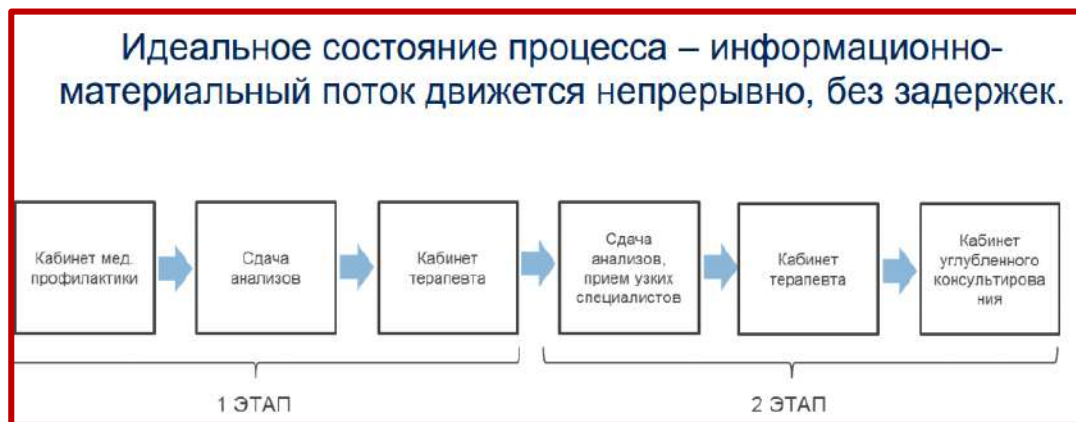 Идеальное состояние процесса – информационно-
материальный поток движется непрерывно, без задержек.
Кабинет мед.
профилактики
Сдача
анализов
Кабинет
терапевта
Сдача
анализов,
прием узких
специалистов
Кабинет
терапевта
Кабинет
углубленного
консультирова
ния
1 ЭТАП
2 ЭТАП